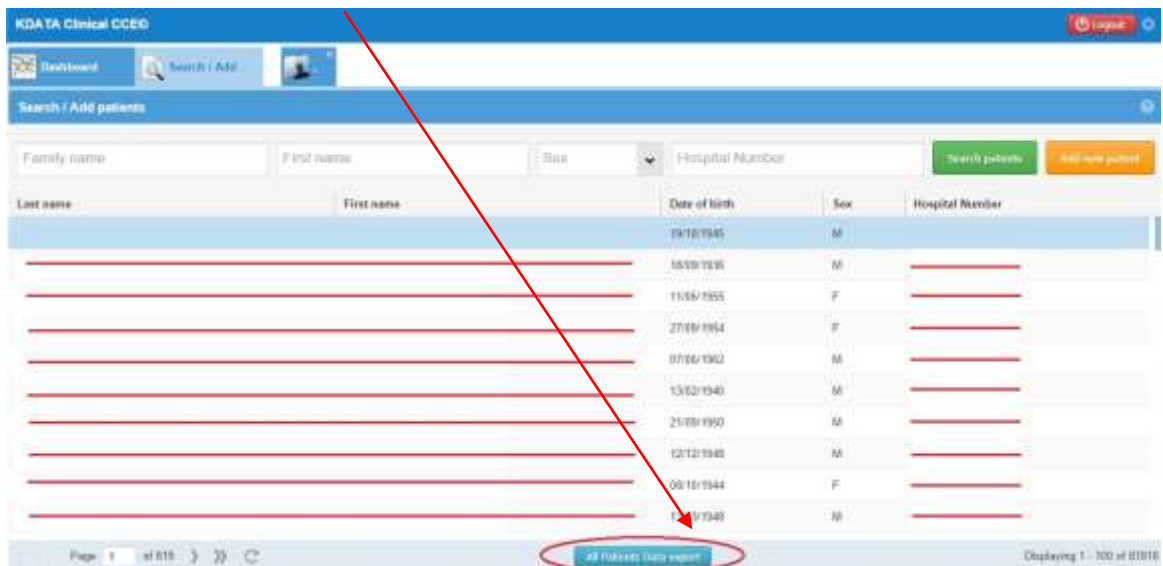 KDATA Clinical CCEO
Logout
Dashboard
Search / Add
Search / Add patients
Family name
First name
Sex
Hospital Number
Search patients
Add new patient
Last name First name Date of birth Sex Hospital Number
19/10/1945 M
18/09/1936 M
11/06/1955 F
27/09/1954 F
07/06/1962 M
13/02/1940 M
21/09/1950 M
12/12/1948 M
08/10/1944 F
M
Page 1 of 819
All Patients Data export
Displaying 1 - 100 of